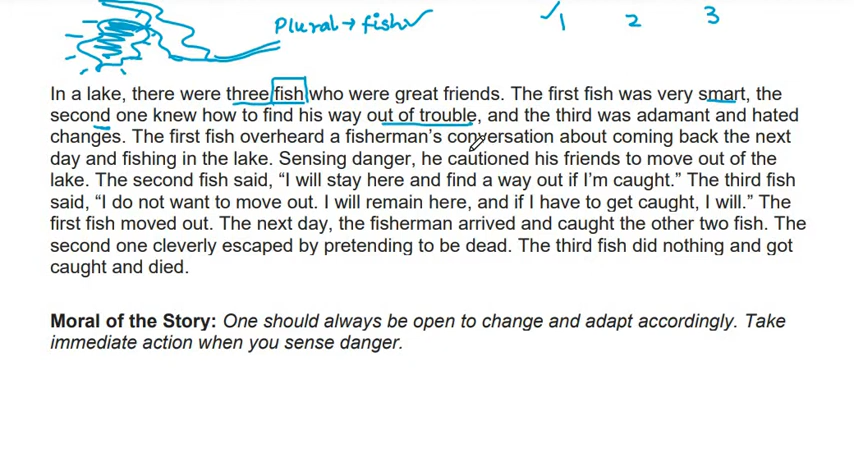 Plural → fish ✓
✓1 2 3
In a lake, there were three fish who were great friends. The first fish was very smart, the
second one knew how to find his way out of trouble, and the third was adamant and hated
changes. The first fish overheard a fisherman's conversation about coming back the next
day and fishing in the lake. Sensing danger, he cautioned his friends to move out of the
lake. The second fish said, “I will stay here and find a way out if I'm caught.” The third fish
said, “I do not want to move out. I will remain here, and if I have to get caught, I will.” The
first fish moved out. The next day, the fisherman arrived and caught the other two fish. The
second one cleverly escaped by pretending to be dead. The third fish did nothing and got
caught and died.
Moral of the Story: One should always be open to change and adapt accordingly. Take
immediate action when you sense danger.